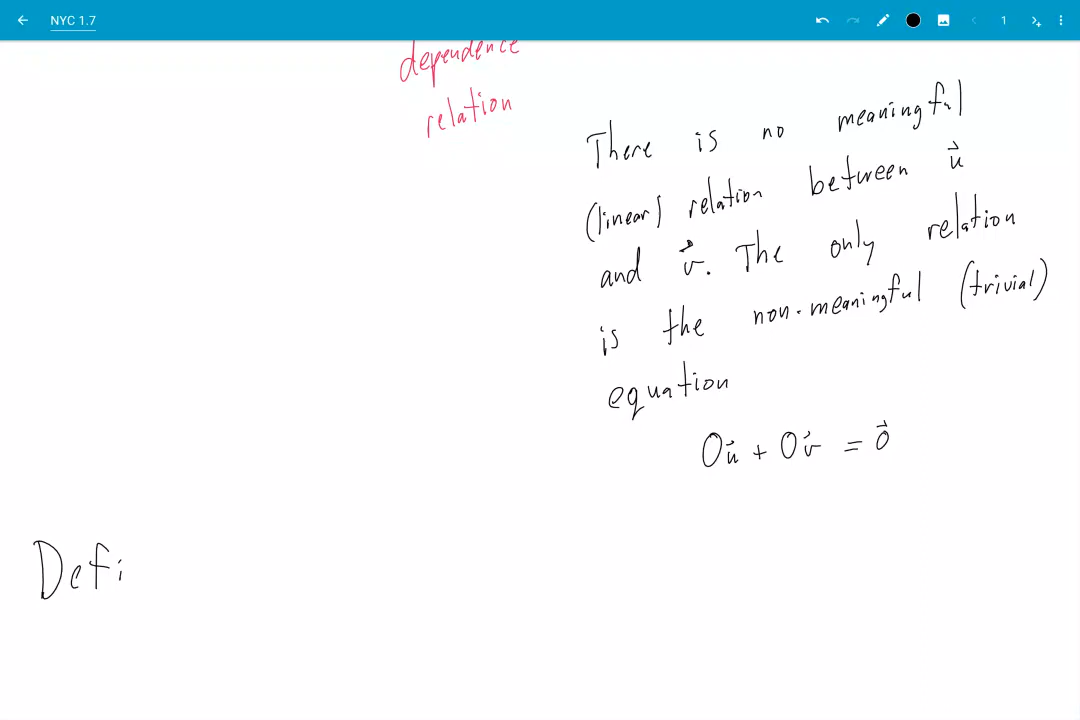 NYC 1.7
1
dependence
relation
There is no meaningful
(linear) relation between u⃗
and v⃗. The only relation
is the non-meaningful (trivial)
equation
0u⃗ + 0v⃗ = 0⃗
Defi